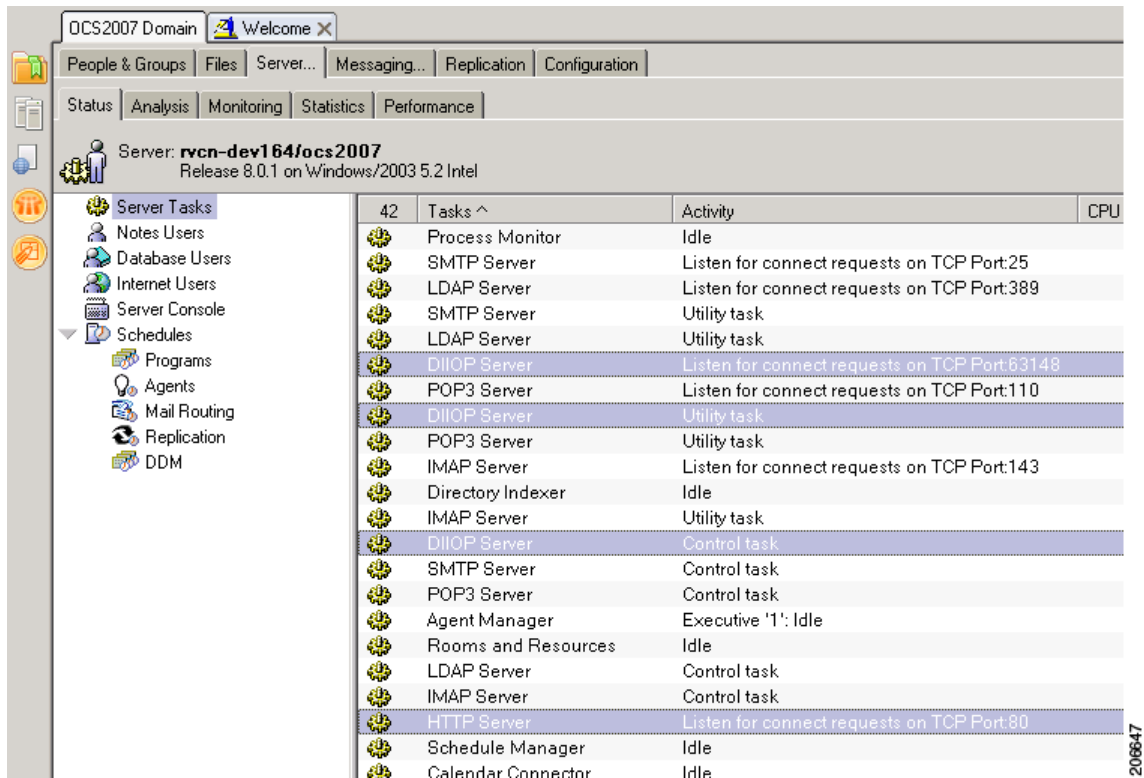 OCS2007 Domain Welcome
People & Groups Files Server... Messaging... Replication Configuration
Status Analysis Monitoring Statistics Performance
Server: rvcn-dev164/ocs2007
Release 8.0.1 on Windows/2003 5.2 Intel
Server Tasks
Notes Users
Database Users
Internet Users
Server Console
Schedules
Programs
Agents
Mail Routing
Replication
DDM
42 Tasks ^ Activity CPU
Process Monitor Idle
SMTP Server Listen for connect requests on TCP Port:25
LDAP Server Listen for connect requests on TCP Port:389
SMTP Server Utility task
LDAP Server Utility task
DIIOP Server Listen for connect requests on TCP Port:63148
POP3 Server Listen for connect requests on TCP Port:110
DIIOP Server Utility task
POP3 Server Utility task
IMAP Server Listen for connect requests on TCP Port:143
Directory Indexer Idle
IMAP Server Utility task
DIIOP Server Control task
SMTP Server Control task
POP3 Server Control task
Agent Manager Executive '1': Idle
Rooms and Resources Idle
LDAP Server Control task
IMAP Server Control task
HTTP Server Listen for connect requests on TCP Port:80
Schedule Manager Idle
Calendar Connector Idle
206647